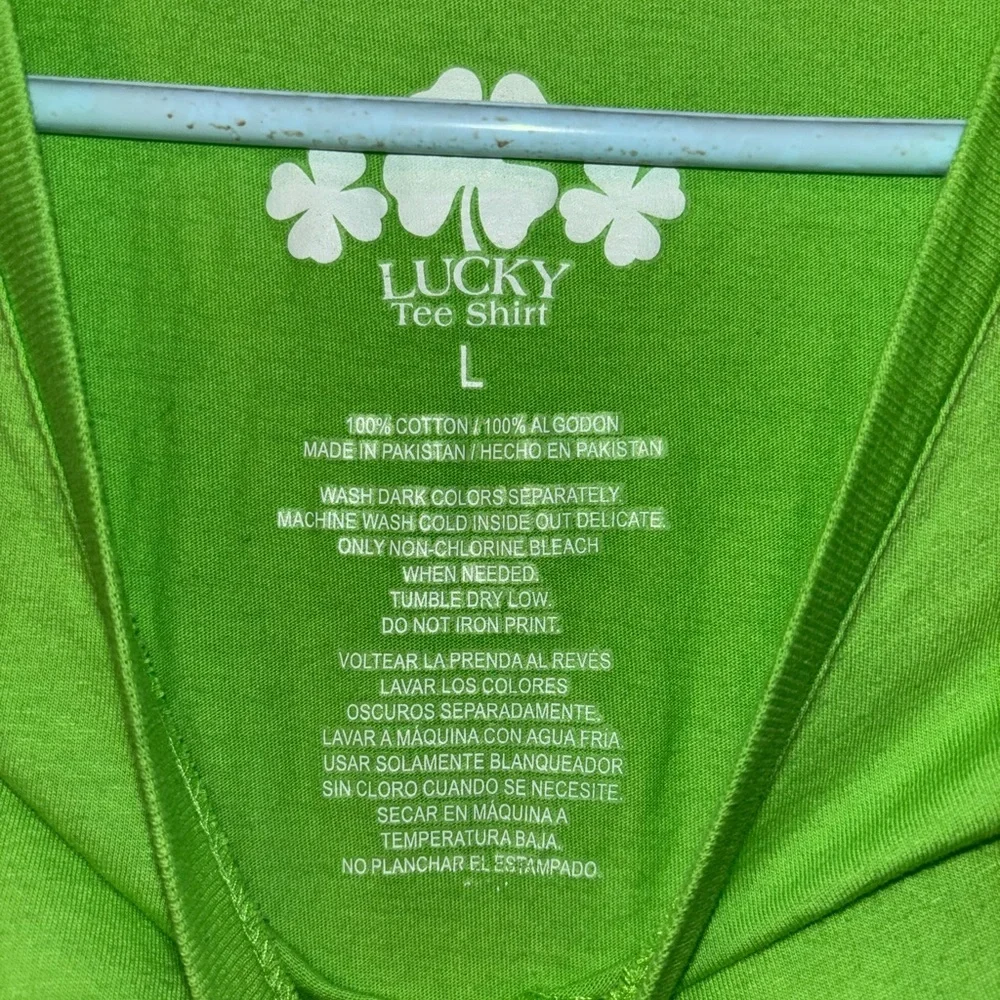 LUCKY
Tee Shirt
L
100% COTTON / 100% ALGODON
MADE IN PAKISTAN / HECHO EN PAKISTAN
WASH DARK COLORS SEPARATELY.
MACHINE WASH COLD INSIDE OUT DELICATE.
ONLY NON-CHLORINE BLEACH
WHEN NEEDED.
TUMBLE DRY LOW.
DO NOT IRON PRINT.
VOLTEAR LA PRENDA AL REVÉS
LAVAR LOS COLORES
OSCUROS SEPARADAMENTE.
LAVAR A MÁQUINA CON AGUA FRÍA
USAR SOLAMENTE BLANQUEADOR
SIN CLORO CUANDO SE NECESITE.
SECAR EN MÁQUINA A
TEMPERATURA BAJA.
NO PLANCHAR EL ESTAMPADO